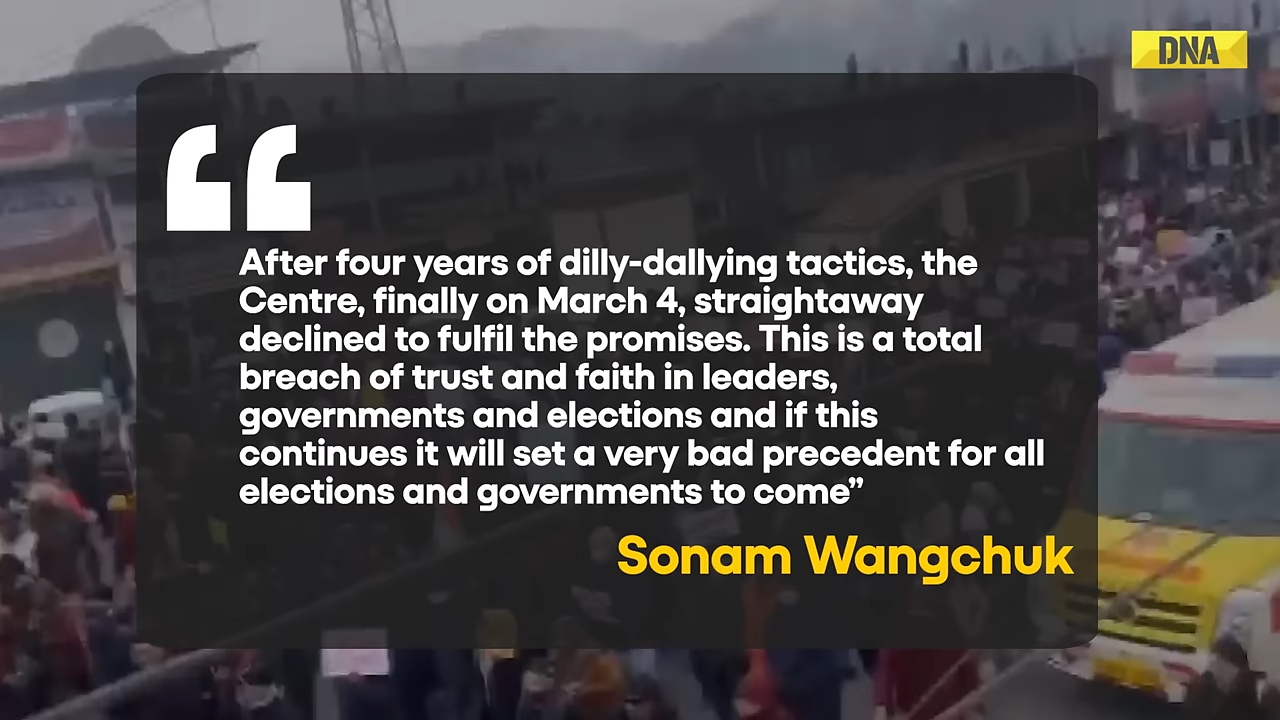 DNA
“
After four years of dilly-dallying tactics, the
Centre, finally on March 4, straightaway
declined to fulfil the promises. This is a total
breach of trust and faith in leaders,
governments and elections and if this
continues it will set a very bad precedent for all
elections and governments to come”
Sonam Wangchuk